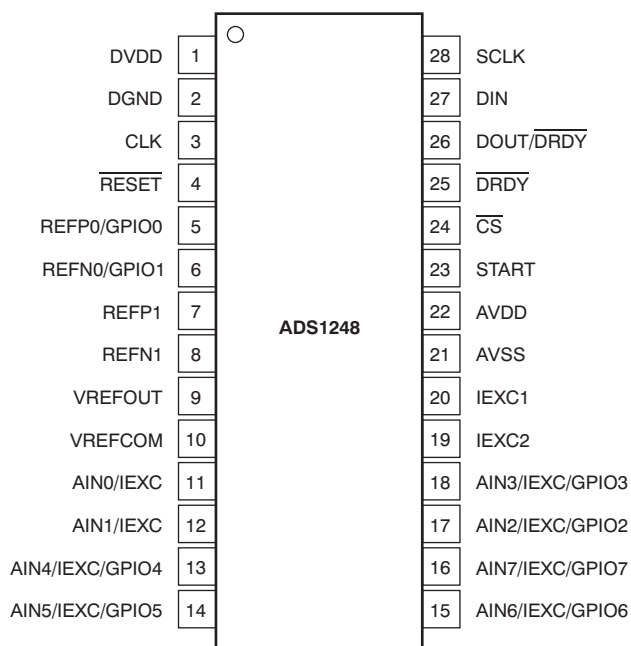 DVDD 1 28 SCLK
DGND 2 27 DIN
CLK 3 26 DOUT/DRDY
RESET 4 25 DRDY
REFP0/GPIO0 5 24 CS
REFN0/GPIO1 6 23 START
REFP1 7 22 AVDD
ADS1248
REFN1 8 21 AVSS
VREFOUT 9 20 IEXC1
VREFCOM 10 19 IEXC2
AIN0/IEXC 11 18 AIN3/IEXC/GPIO3
AIN1/IEXC 12 17 AIN2/IEXC/GPIO2
AIN4/IEXC/GPIO4 13 16 AIN7/IEXC/GPIO7
AIN5/IEXC/GPIO5 14 15 AIN6/IEXC/GPIO6